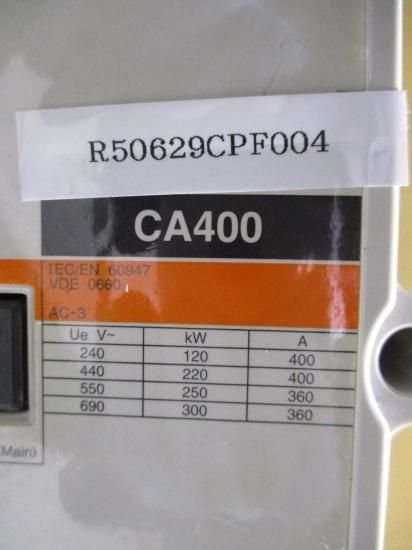 R50629CPF004
CA400
IEC/EN 60947
VDE 0660
AC-3
Ue V~ kW A
240 120 400
440 220 400
550 250 360
690 300 360
(Main)